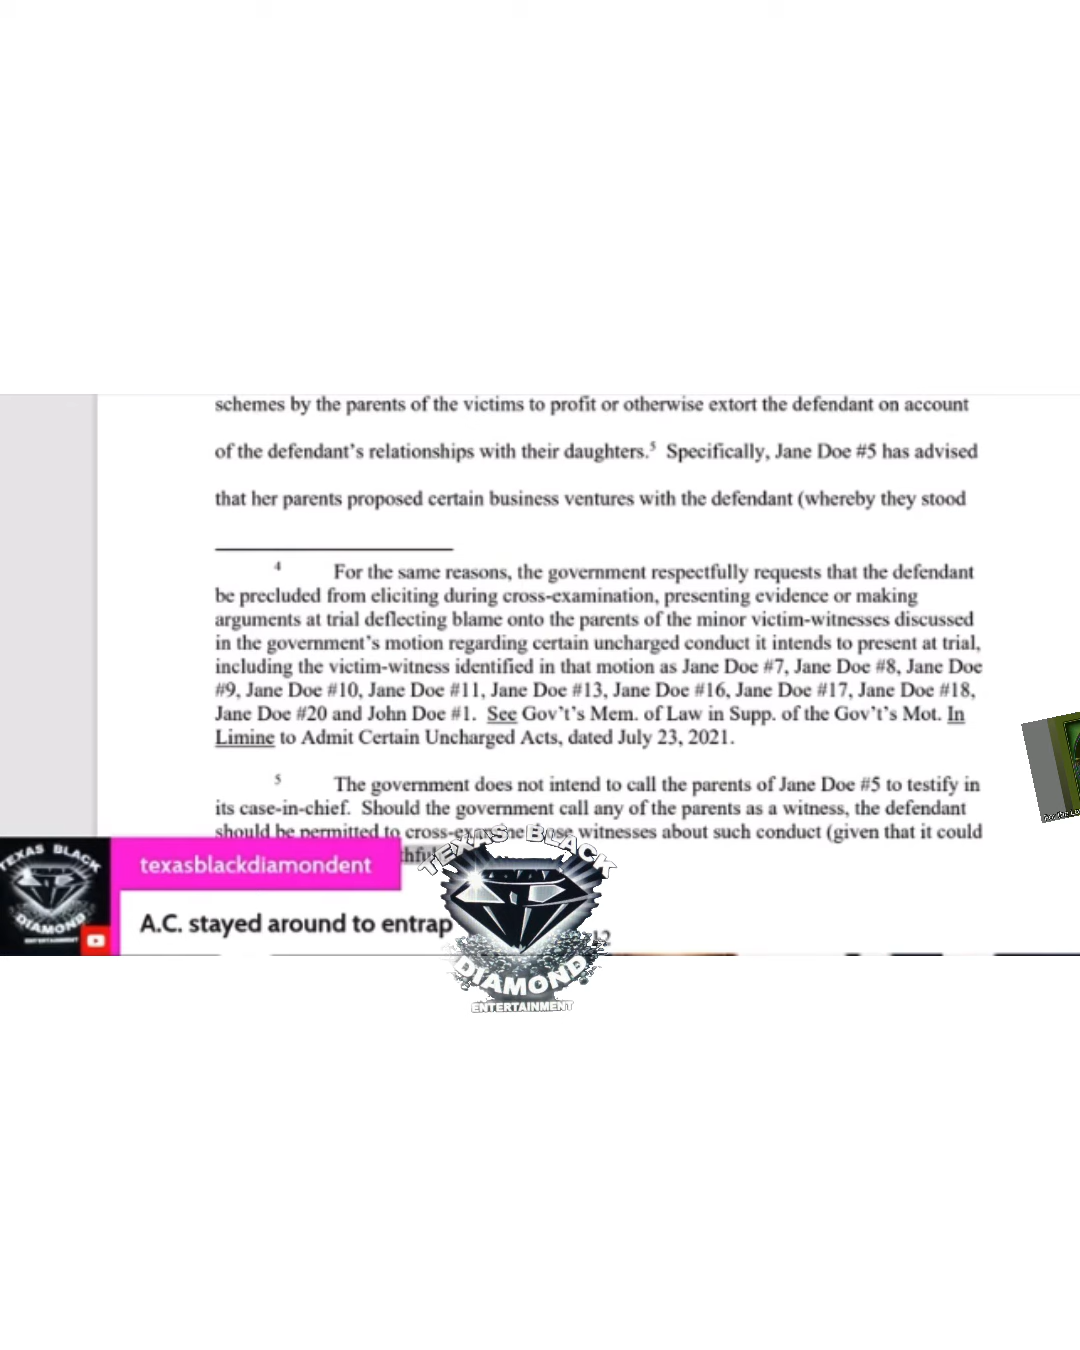 schemes by the parents of the victims to profit or otherwise extort the defendant on account
of the defendant's relationships with their daughters.⁵ Specifically, Jane Doe #5 has advised
that her parents proposed certain business ventures with the defendant (whereby they stood
⁴ For the same reasons, the government respectfully requests that the defendant
be precluded from eliciting during cross-examination, presenting evidence or making
arguments at trial deflecting blame onto the parents of the minor victim-witnesses discussed
in the government's motion regarding certain uncharged conduct it intends to present at trial,
including the victim-witness identified in that motion as Jane Doe #7, Jane Doe #8, Jane Doe
#9, Jane Doe #10, Jane Doe #11, Jane Doe #13, Jane Doe #16, Jane Doe #17, Jane Doe #18,
Jane Doe #20 and John Doe #1. See Gov't's Mem. of Law in Supp. of the Gov't's Mot. In
Limine to Admit Certain Uncharged Acts, dated July 23, 2021.
⁵ The government does not intend to call the parents of Jane Doe #5 to testify in
its case-in-chief. Should the government call any of the parents as a witness, the defendant
should be permitted to witnesses about such conduct (given that it could
TEXAS BLACK
DIAMOND
ENTERTAINMENT
texasblackdiamondent
A.C. stayed around to entrap
TEXAS BLACK
DIAMOND
ENTERTAINMENT